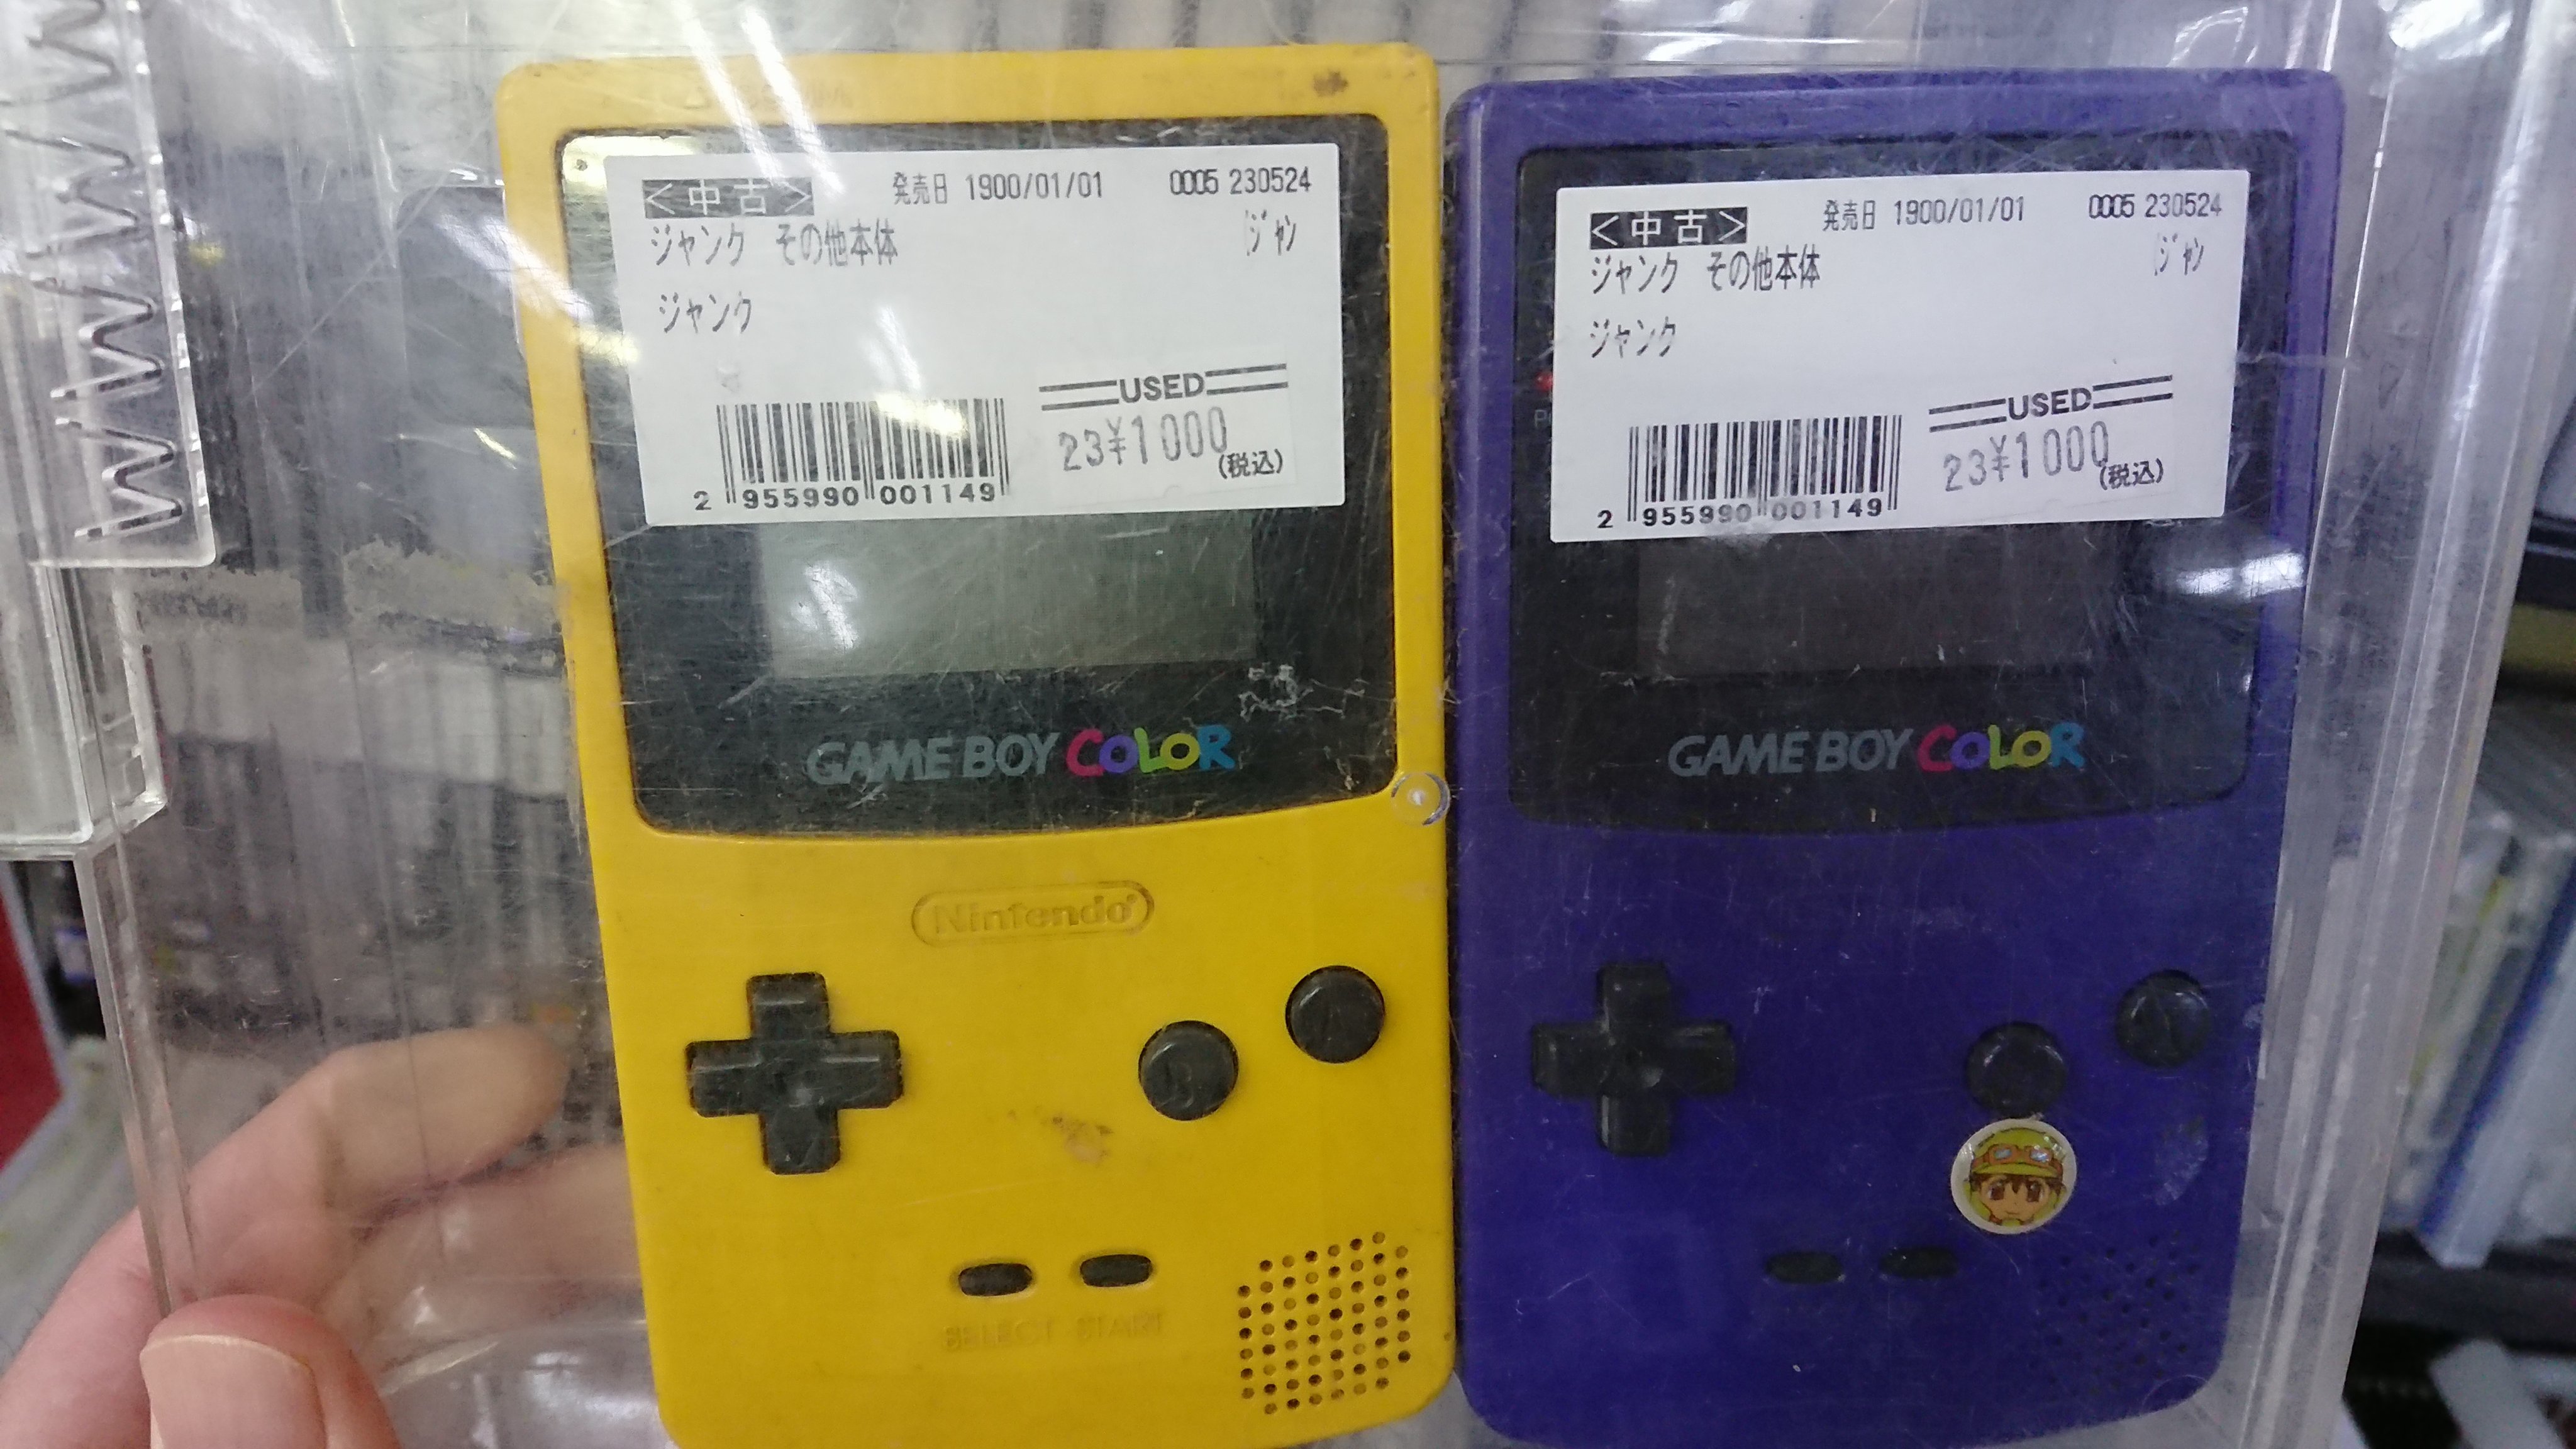 <中古> 発売日 1900/01/01 0005 230524
ジャンク その他本体 ジャン
ジャンク
USED
23¥1000
(税込)
2 955990 001149
GAME BOY COLOR
Nintendo
B A
SELECT START
<中古> 発売日 1900/01/01 0005 230524
ジャンク その他本体 ジャン
ジャンク
USED
23¥1000
(税込)
2 955990 001149
GAME BOY COLOR
A